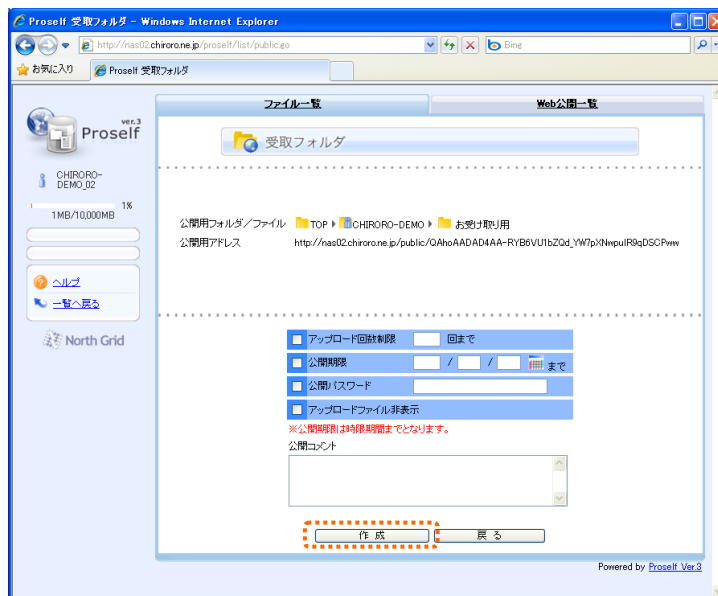 Proself 受取フォルダ - Windows Internet Explorer
http://nas02.chiroro.ne.jp/proself/list/public.go
Bing
お気に入り
Proself 受取フォルダ
ファイル一覧
Web公開一覧
ver.3
Proself
受取フォルダ
CHIRORO-
DEMO_02
1%
1MB/10,000MB
公開用フォルダ/ファイル TOP CHIRORO-DEMO お受け取り用
公開用アドレス http://nas02.chiroro.ne.jp/public/QAhoAADAD4AA-RYB6VU1bZQd_YW7pXNwpulR9qDSCPww
ヘルプ
一覧へ戻る
North Grid
アップロード回数制限 回まで
公開期限 / / まで
公開パスワード
アップロードファイル非表示
※公開期限は時限期間までとなります。
公開コメント
作成 戻る
Powered by Proself Ver.3